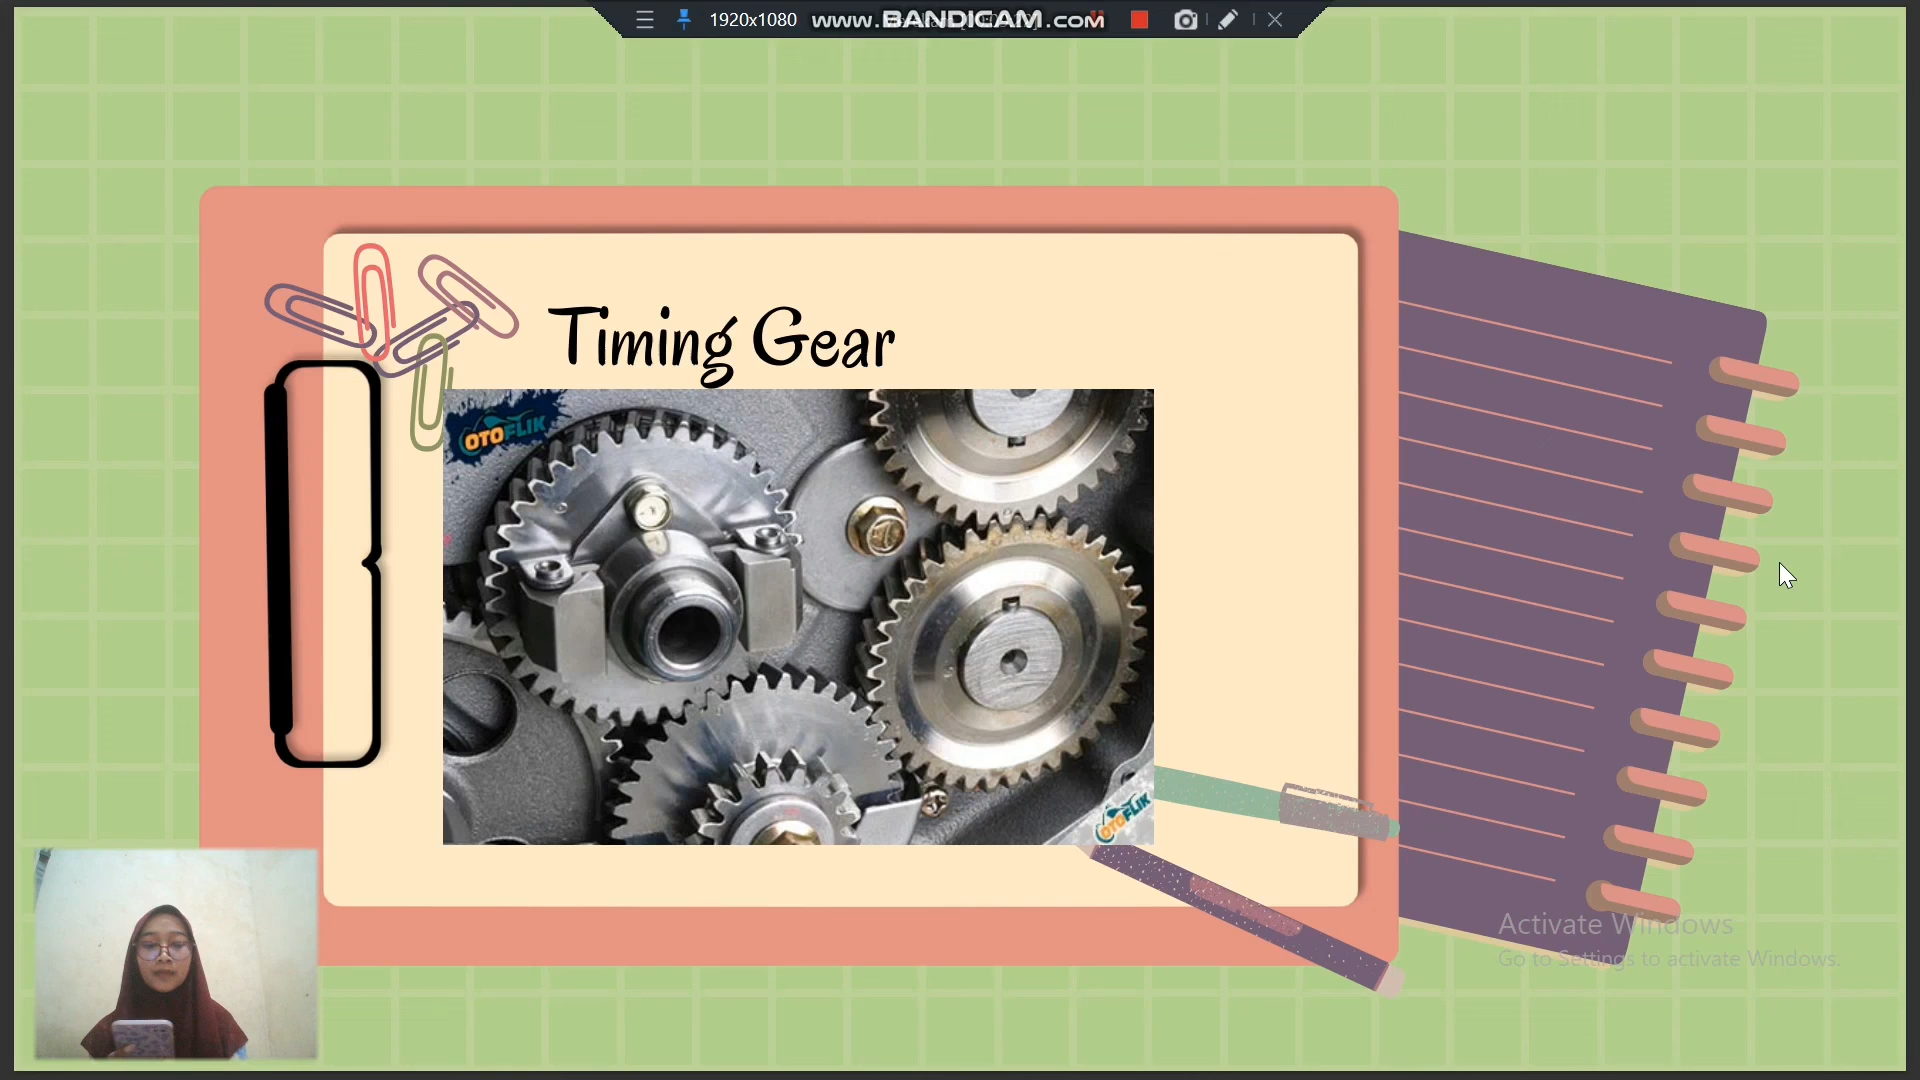 1920x1080
www.BANDICAM.com
Timing Gear
OTOFLIK
OTOFLIK
Activate Windows
Go to Settings to activate Windows.